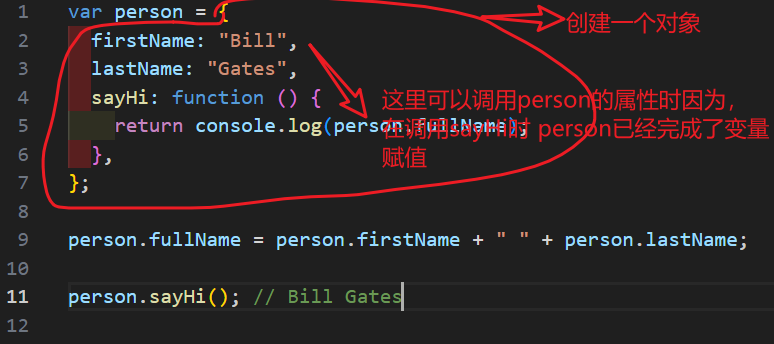 1 var person = {
创建一个对象
2 firstName: "Bill",
3 lastName: "Gates",
4 sayHi: function () {
这里可以调用person的属性时因为，
5 return console.log(person.fullName);
在调用sayHi时 person已经完成了变量
6 },
赋值
7 };
8
9 person.fullName = person.firstName + " " + person.lastName;
10
11 person.sayHi(); // Bill Gates
12